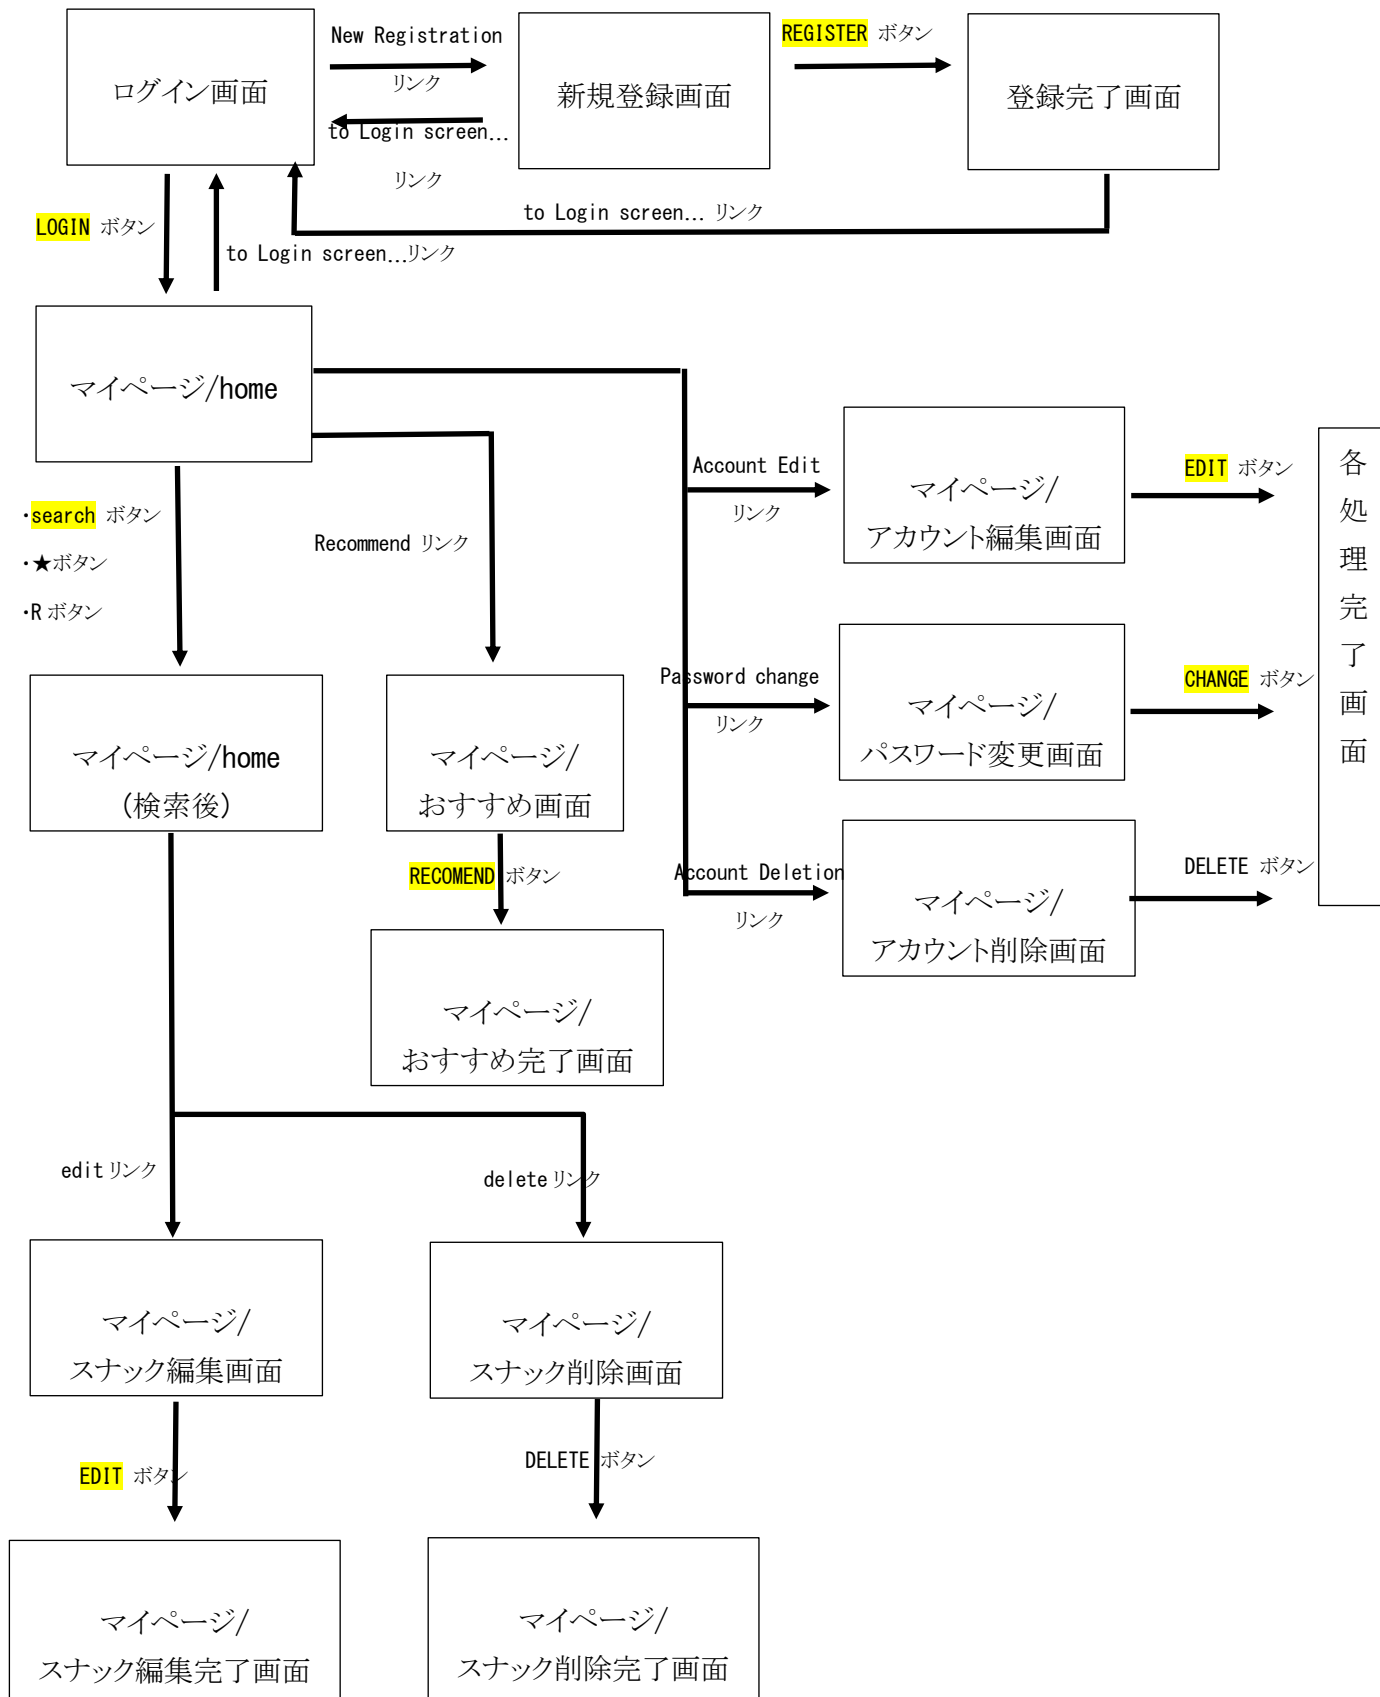 New Registration
リンク
REGISTER ボタン
ログイン画面
新規登録画面
登録完了画面
to Login screen...
リンク
to Login screen... リンク
LOGIN ボタン
to Login screen...リンク
マイページ/home
・search ボタン
・★ボタン
・R ボタン
Recommend リンク
Account Edit
リンク
マイページ/
アカウント編集画面
EDIT ボタン
各
処
理
完
了
画
面
Password change
リンク
マイページ/
パスワード変更画面
CHANGE ボタン
マイページ/home
(検索後)
マイページ/
おすすめ画面
RECOMEND ボタン
Account Deletion
リンク
マイページ/
アカウント削除画面
DELETE ボタン
マイページ/
おすすめ完了画面
edit リンク
delete リンク
マイページ/
スナック編集画面
マイページ/
スナック削除画面
EDIT ボタン
DELETE ボタン
マイページ/
スナック編集完了画面
マイページ/
スナック削除完了画面